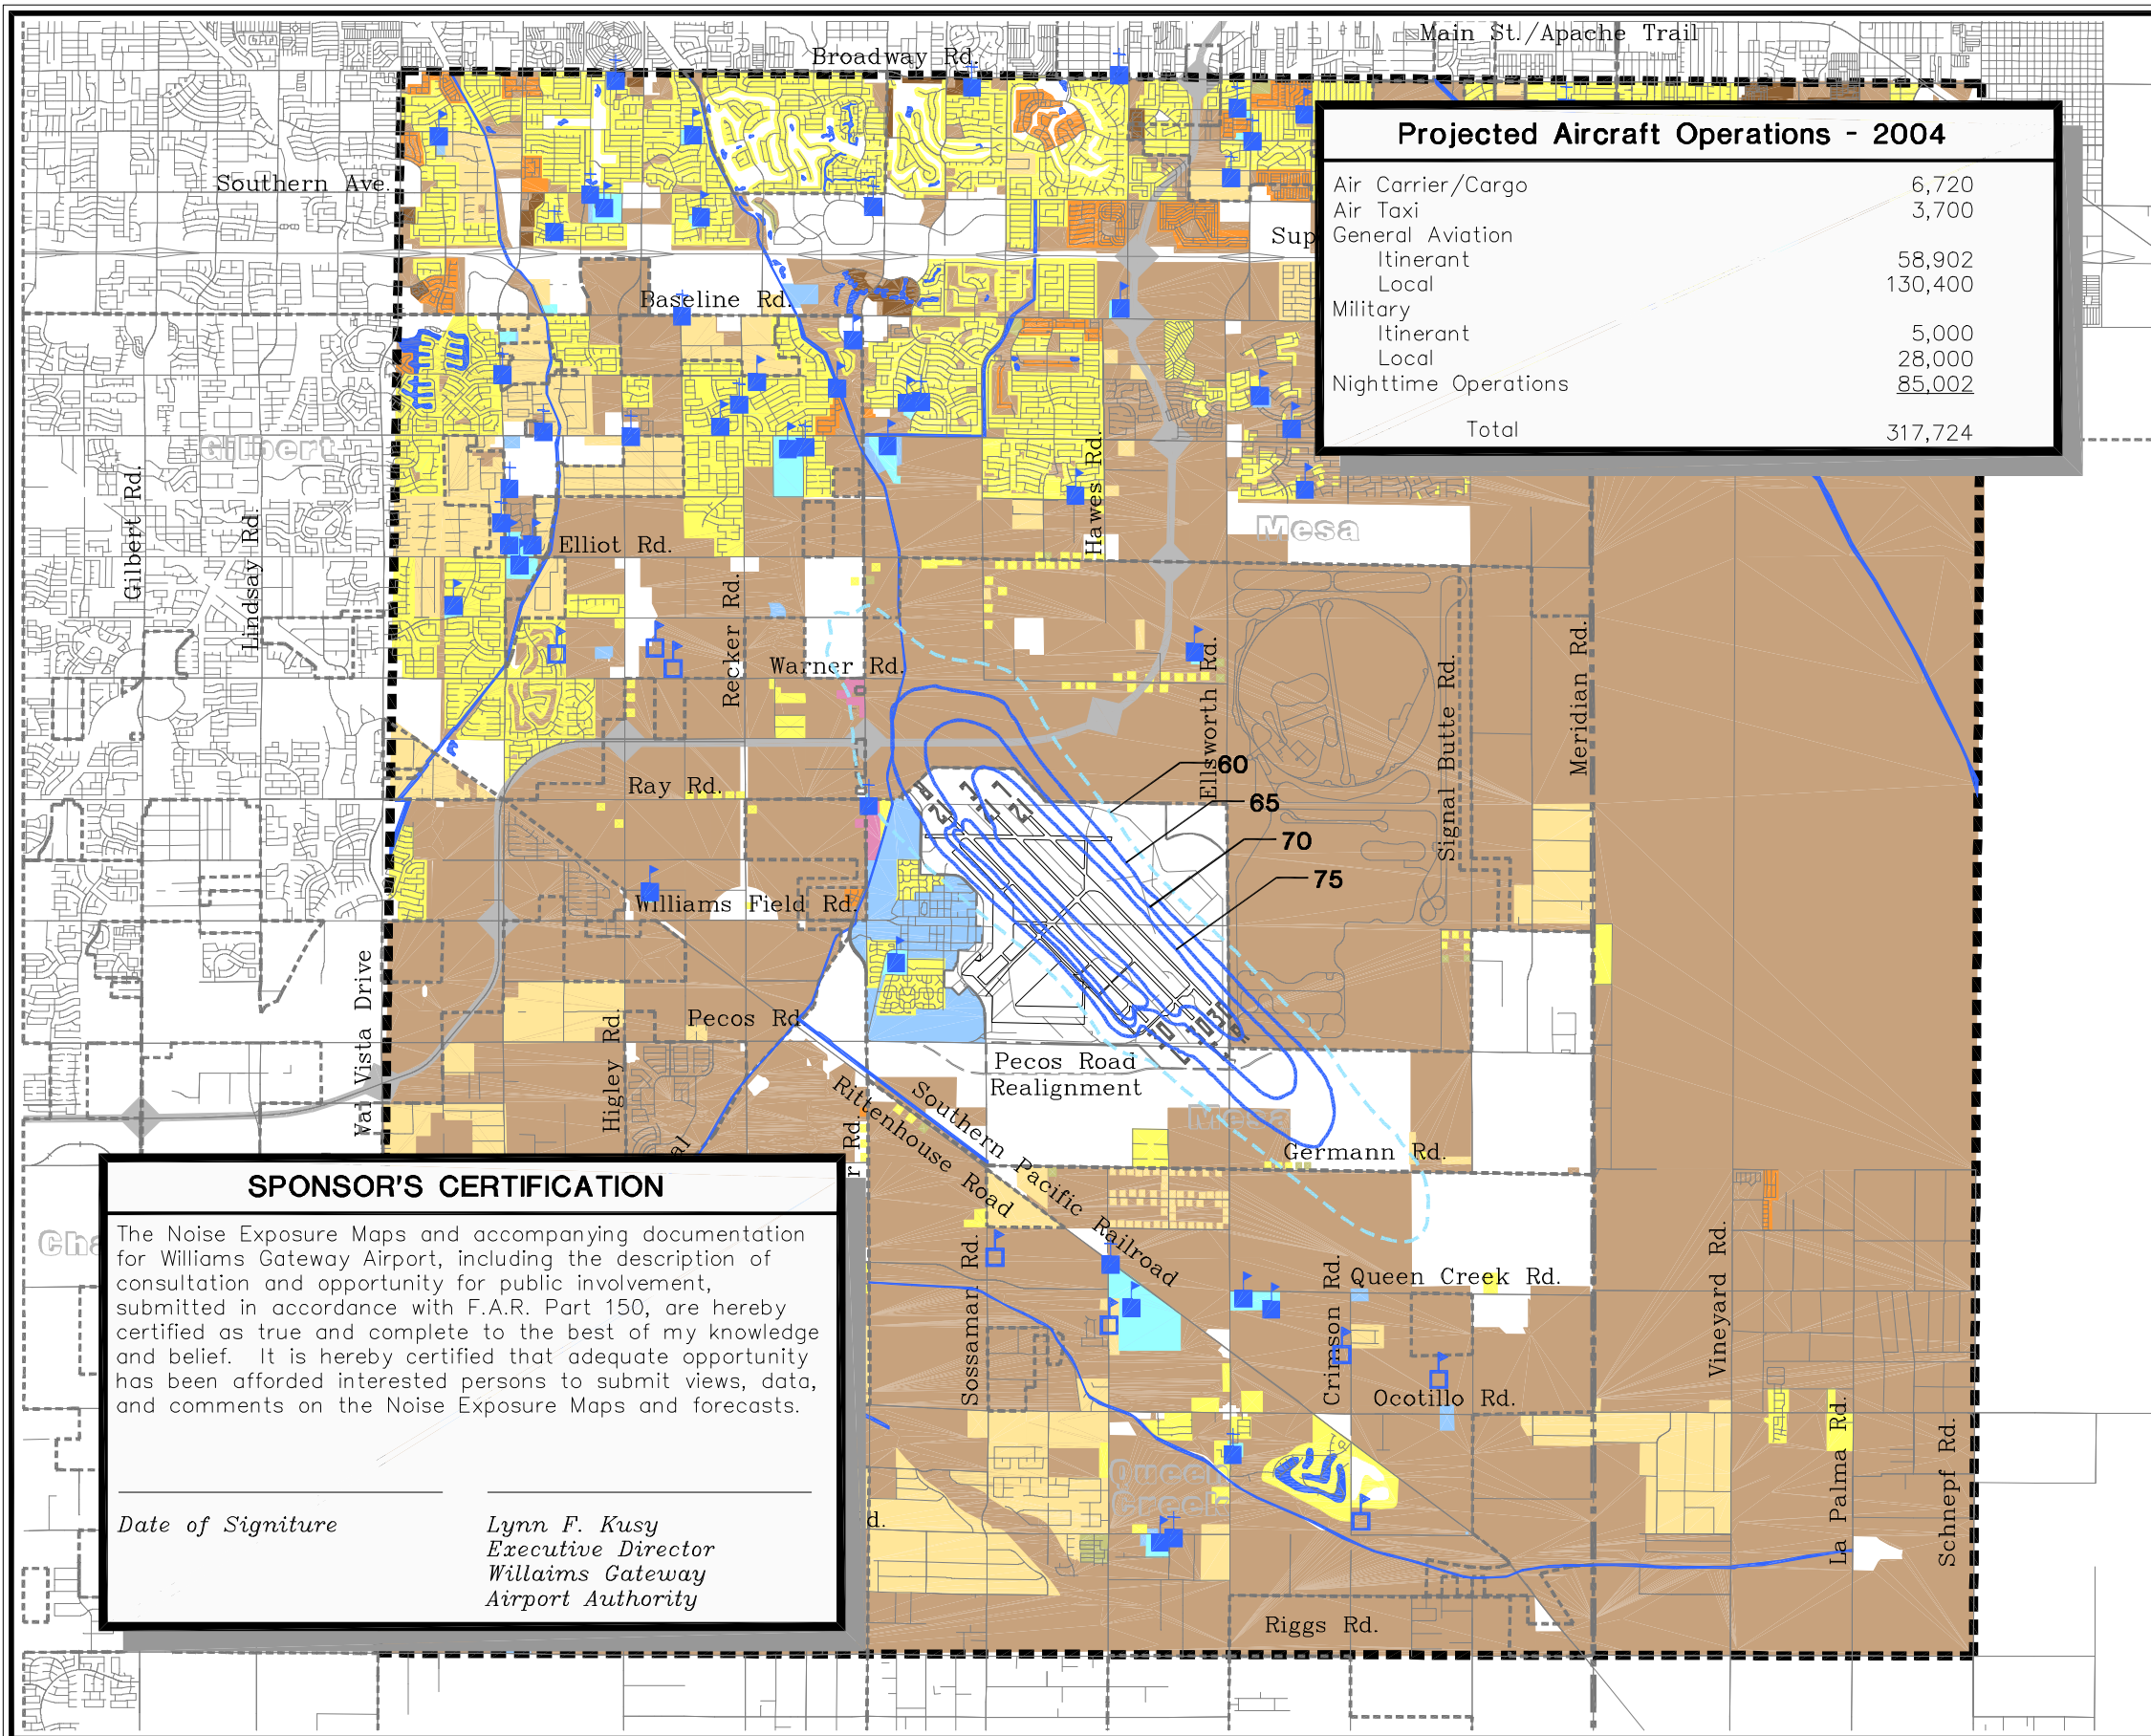 Main St./Apache Trail
Broadway Rd.
Projected Aircraft Operations - 2004
Air Carrier/Cargo 6,720
Air Taxi 3,700
General Aviation
Itinerant 58,902
Local 130,400
Military
Itinerant 5,000
Local 28,000
Nighttime Operations 85,002
Total 317,724
Southern Ave.
Sup
Baseline Rd.
Gilbert
Gilbert Rd.
Lindsay Rd.
Hawes Rd.
Mesa
Elliot Rd.
Recker Rd.
Warner Rd.
Ellsworth Rd.
Signal Butte Rd.
Meridian Rd.
60
65
70
75
Ray Rd.
Williams Field Rd.
Val Vista Drive
Higley Rd.
Pecos Rd.
Pecos Road
Realignment
Southern Pacific Railroad
Rittenhouse Road
Mesa
Germann Rd.
al
r Rd.
SPONSOR'S CERTIFICATION
The Noise Exposure Maps and accompanying documentation
for Williams Gateway Airport, including the description of
consultation and opportunity for public involvement,
submitted in accordance with F.A.R. Part 150, are hereby
certified as true and complete to the best of my knowledge
and belief. It is hereby certified that adequate opportunity
has been afforded interested persons to submit views, data,
and comments on the Noise Exposure Maps and forecasts.
Date of Signiture
Lynn F. Kusy
Executive Director
Willaims Gateway
Airport Authority
Cha
Sossaman Rd.
Crimson Rd.
Queen Creek Rd.
Ocotillo Rd.
Vineyard Rd.
La Palma Rd.
Schnepf Rd.
Queen
Creek
d.
Riggs Rd.